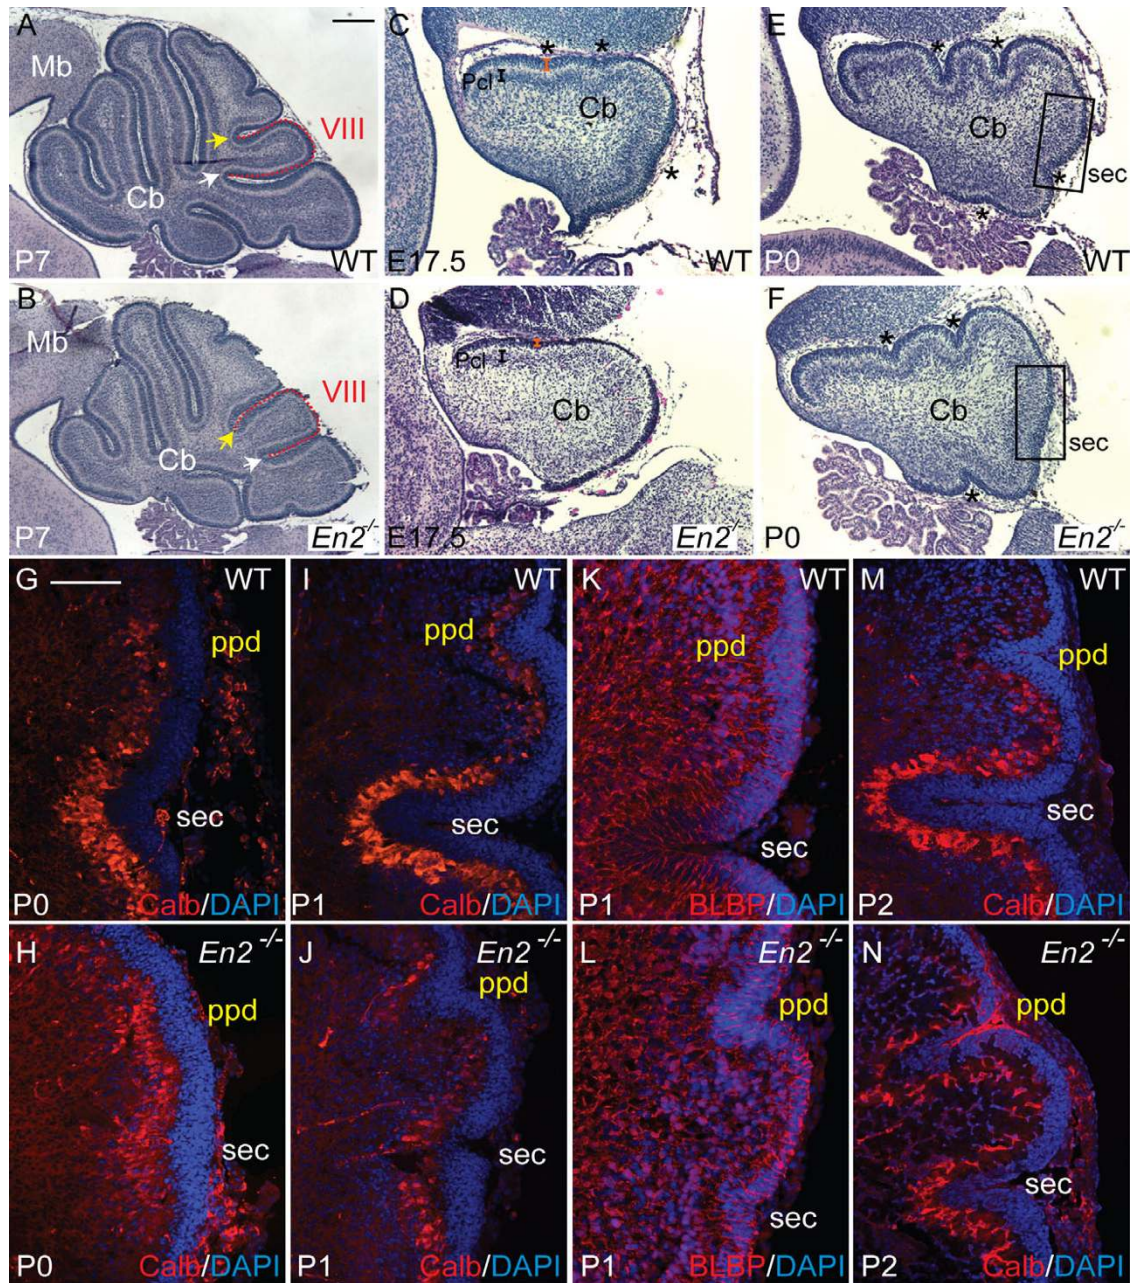 A
Mb
VIII
Cb
P7
WT
C
Pcl
Cb
E17.5
WT
E
Cb
sec
P0
WT
B
Mb
VIII
Cb
P7
En2-/-
D
Pcl
Cb
E17.5
En2-/-
F
Cb
sec
P0
En2-/-
G
WT
ppd
sec
P0
Calb/DAPI
I
WT
ppd
sec
P1
Calb/DAPI
K
WT
ppd
sec
P1
BLBP/DAPI
M
WT
ppd
sec
P2
Calb/DAPI
H
En2-/-
ppd
sec
P0
Calb/DAPI
J
En2-/-
ppd
sec
P1
Calb/DAPI
L
En2-/-
ppd
sec
P1
BLBP/DAPI
N
En2-/-
ppd
sec
P2
Calb/DAPI